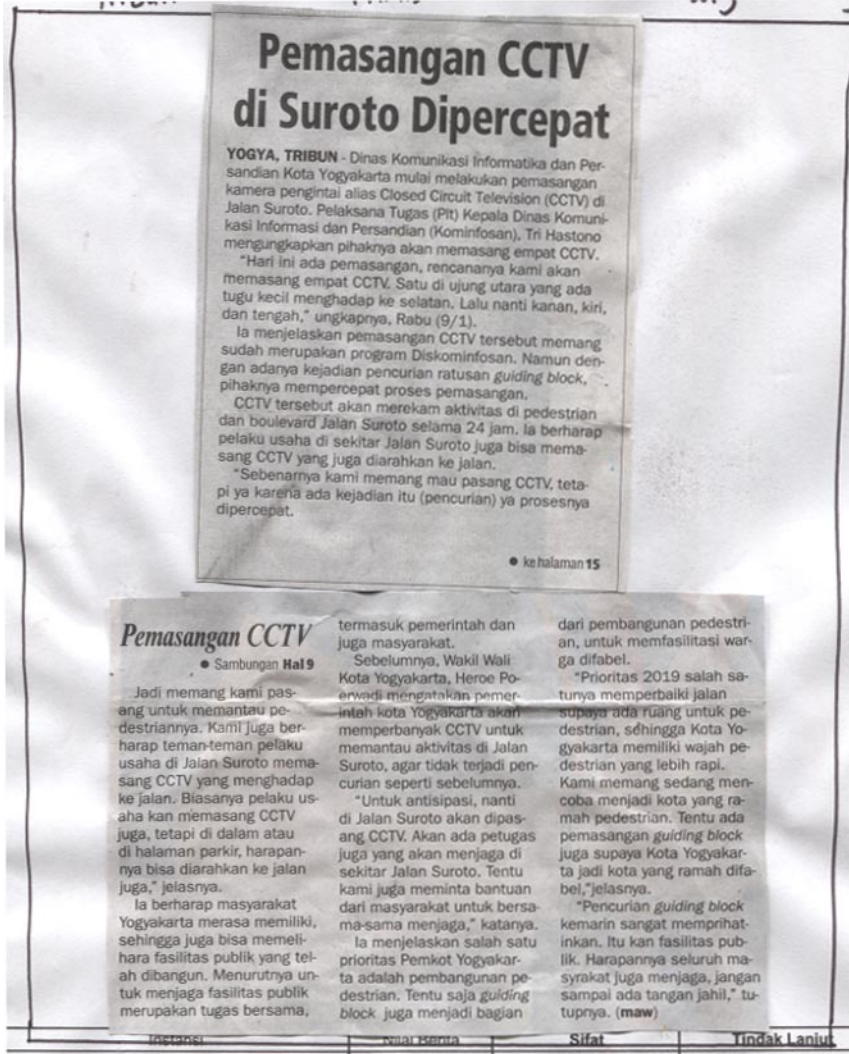 Pemasangan CCTV
di Suroto Dipercepat
YOGYA, TRIBUN - Dinas Komunikasi Informatika dan Per-
sandian Kota Yogyakarta mulai melakukan pemasangan
kamera pengintai alias Closed Circuit Television (CCTV) di
Jalan Suroto. Pelaksana Tugas (Plt) Kepala Dinas Komuni-
kasi Informasi dan Persandian (Kominfosan), Tri Hastono
mengungkapkan pihaknya akan memasang empat CCTV.
"Hari ini ada pemasangan, rencananya kami akan
memasang empat CCTV. Satu di ujung utara yang ada
tugu kecil menghadap ke selatan. Lalu nanti kanan, kiri,
dan tengah," ungkapnya, Rabu (9/1).
Ia menjelaskan pemasangan CCTV tersebut memang
sudah merupakan program Diskominfosan. Namun den-
gan adanya kejadian pencurian ratusan guiding block,
pihaknya mempercepat proses pemasangan.
CCTV tersebut akan merekam aktivitas di pedestrian
dan boulevard Jalan Suroto selama 24 jam. Ia berharap
pelaku usaha di sekitar Jalan Suroto juga bisa mema-
sang CCTV yang juga diarahkan ke jalan.
"Sebenarnya kami memang mau pasang CCTV, teta-
pi ya karena ada kejadian itu (pencurian) ya prosesnya
dipercepat.
● ke halaman 15
Pemasangan CCTV
● Sambungan Hal 9
Jadi memang kami pas-
ang untuk memantau pe-
destriannya. Kami juga ber-
harap teman-teman pelaku
usaha di Jalan Suroto mema-
sang CCTV yang menghadap
ke jalan. Biasanya pelaku us-
aha kan memasang CCTV
juga, tetapi di dalam atau
di halaman parkir, harapan-
nya bisa diarahkan ke jalan
juga," jelasnya.
Ia berharap masyarakat
Yogyakarta merasa memiliki,
sehingga juga bisa memeli-
hara fasilitas publik yang tel-
ah dibangun. Menurutnya un-
tuk menjaga fasilitas publik
merupakan tugas bersama,
termasuk pemerintah dan
juga masyarakat.
Sebelumnya, Wakil Wali
Kota Yogyakarta, Heroe Po-
erwadi mengatakan pemer-
intah kota Yogyakarta akan
memperbanyak CCTV untuk
memantau aktivitas di Jalan
Suroto, agar tidak terjadi pen-
curian seperti sebelumnya.
"Untuk antisipasi, nanti
di Jalan Suroto akan dipas-
ang CCTV. Akan ada petugas
juga yang akan menjaga di
sekitar Jalan Suroto. Tentu
kami juga meminta bantuan
dari masyarakat untuk bersa-
ma-sama menjaga," katanya.
Ia menjelaskan salah satu
prioritas Pemkot Yogyakar-
ta adalah pembangunan pe-
destrian. Tentu saja guiding
block juga menjadi bagian
dari pembangunan pedestri-
an, untuk memfasilitasi war-
ga difabel.
"Prioritas 2019 salah sa-
tunya memperbaiki jalan
supaya ada ruang untuk pe-
destrian, sehingga Kota Yo-
gyakarta memiliki wajah pe-
destrian yang lebih rapi.
Kami memang sedang men-
coba menjadi kota yang ra-
mah pedestrian. Tentu ada
pemasangan guiding block
juga supaya Kota Yogyakar-
ta jadi kota yang ramah difa-
bel,"jelasnya.
"Pencurian guiding block
kemarin sangat memprihat-
inkan. Itu kan fasilitas pub-
lik. Harapannya seluruh ma-
syrakat juga menjaga, jangan
sampai ada tangan jahil," tu-
tupnya. (maw)
Instansi Nilai Berita Sifat Tindak Lanjut